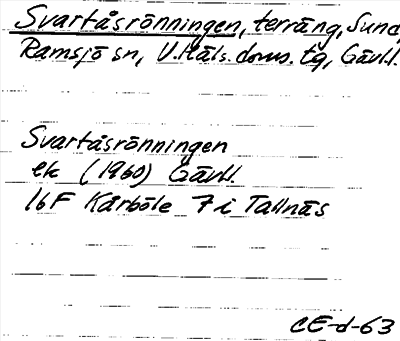 Svartåsrönningen, terräng, Sund,
Ramsjö sn, V. Häls. doms. tg, Gävl.l.
Svartåsrönningen
ek (1960) Gävl.l.
16F Kårböle 7 i Tallnäs
CE-d-63